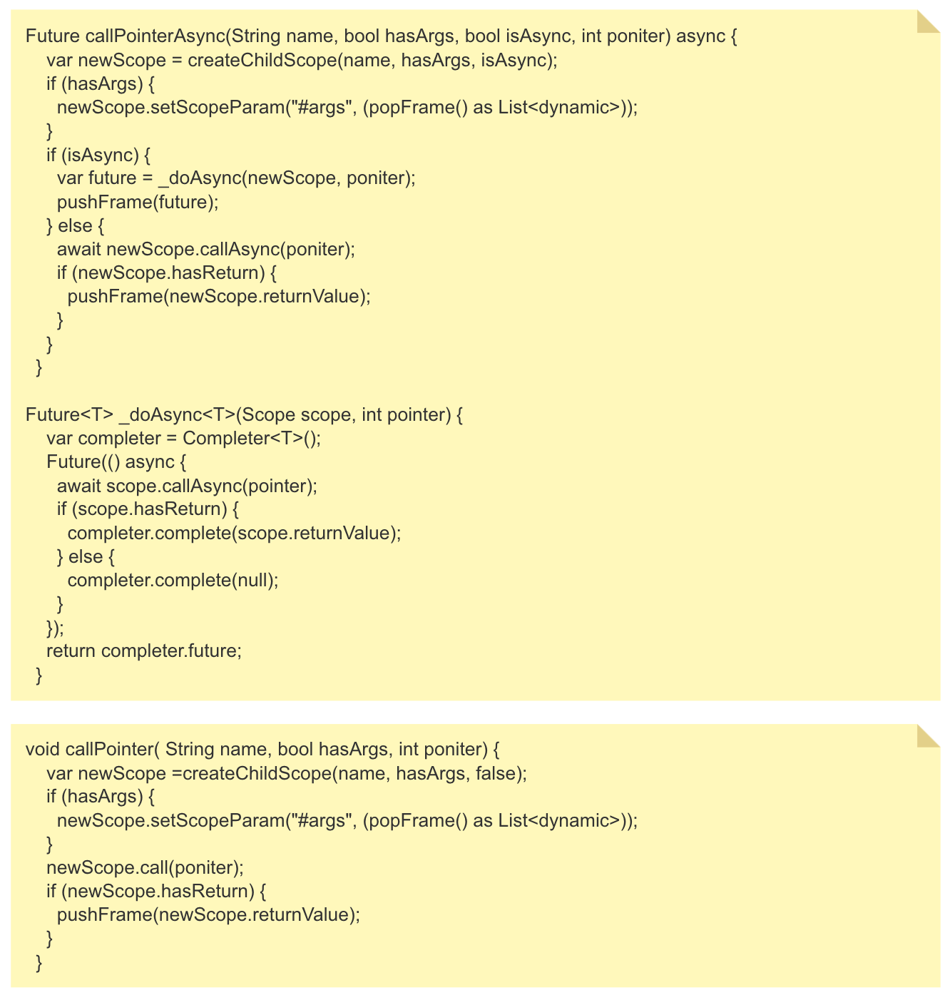 Future callPointerAsync(String name, bool hasArgs, bool isAsync, int poniter) async {
    var newScope = createChildScope(name, hasArgs, isAsync);
    if (hasArgs) {
      newScope.setScopeParam("#args", (popFrame() as List<dynamic>));
    }
    if (isAsync) {
      var future = _doAsync(newScope, poniter);
      pushFrame(future);
    } else {
      await newScope.callAsync(poniter);
      if (newScope.hasReturn) {
        pushFrame(newScope.returnValue);
      }
    }
  }

Future<T> _doAsync<T>(Scope scope, int pointer) {
    var completer = Completer<T>();
    Future(() async {
      await scope.callAsync(pointer);
      if (scope.hasReturn) {
        completer.complete(scope.returnValue);
      } else {
        completer.complete(null);
      }
    });
    return completer.future;
  }

void callPointer( String name, bool hasArgs, int poniter) {
    var newScope =createChildScope(name, hasArgs, false);
    if (hasArgs) {
      newScope.setScopeParam("#args", (popFrame() as List<dynamic>));
    }
    newScope.call(poniter);
    if (newScope.hasReturn) {
      pushFrame(newScope.returnValue);
    }
  }